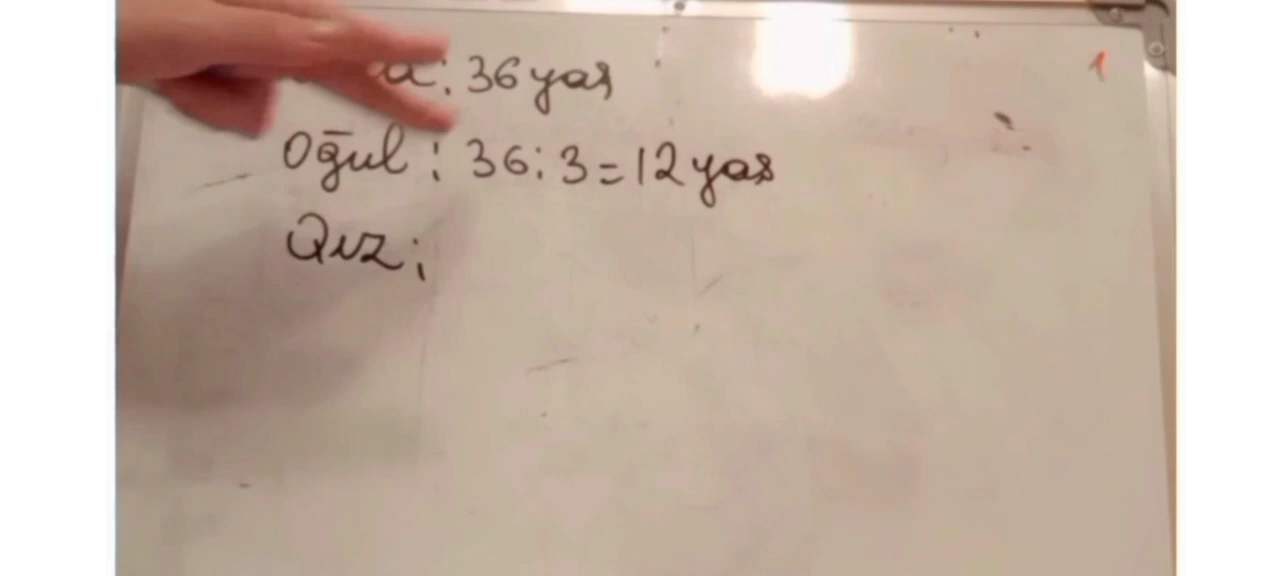 : 36 yaş
Oğul : 36 : 3 = 12 yaş
Qız :